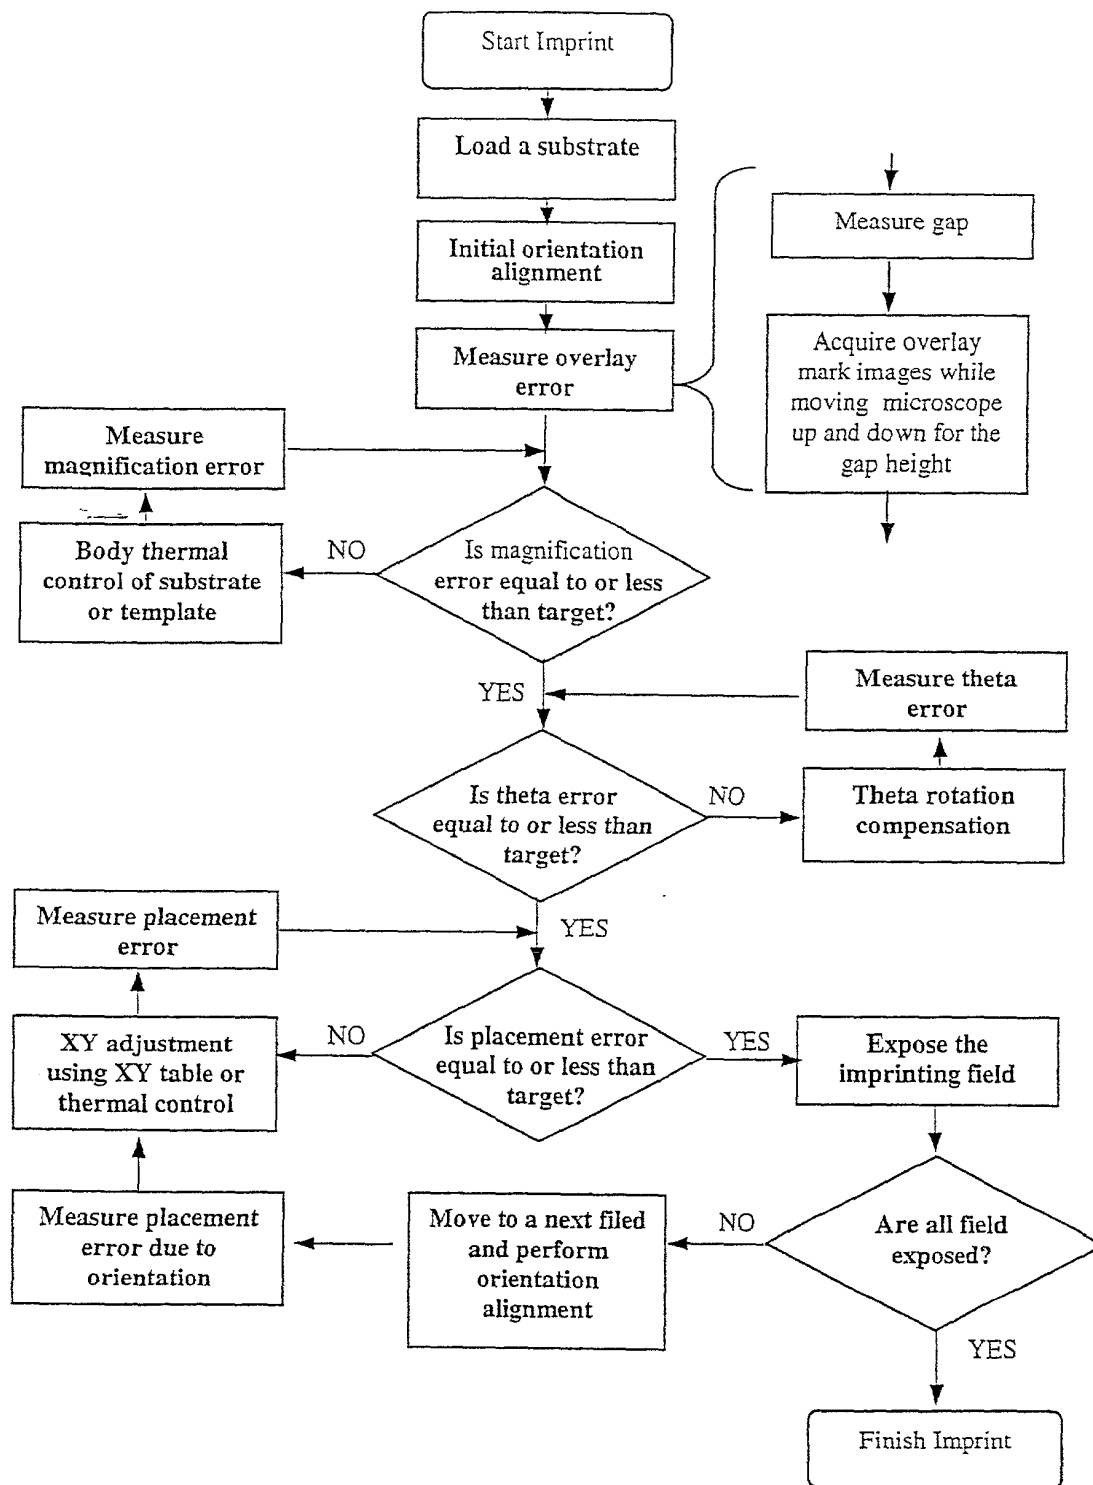 Start Imprint
Load a substrate
Initial orientation
alignment
Measure overlay
error
Measure gap
Acquire overlay
mark images while
moving microscope
up and down for the
gap height
Measure
magnification error
Body thermal
control of substrate
or template
NO
Is magnification
error equal to or less
than target?
YES
Measure theta
error
Is theta error
equal to or less than
target?
NO
Theta rotation
compensation
YES
Measure placement
error
XY adjustment
using XY table or
thermal control
NO
Is placement error
equal to or less than
target?
YES
Expose the
imprinting field
Measure placement
error due to
orientation
Move to a next filed
and perform
orientation
alignment
NO
Are all field
exposed?
YES
Finish Imprint